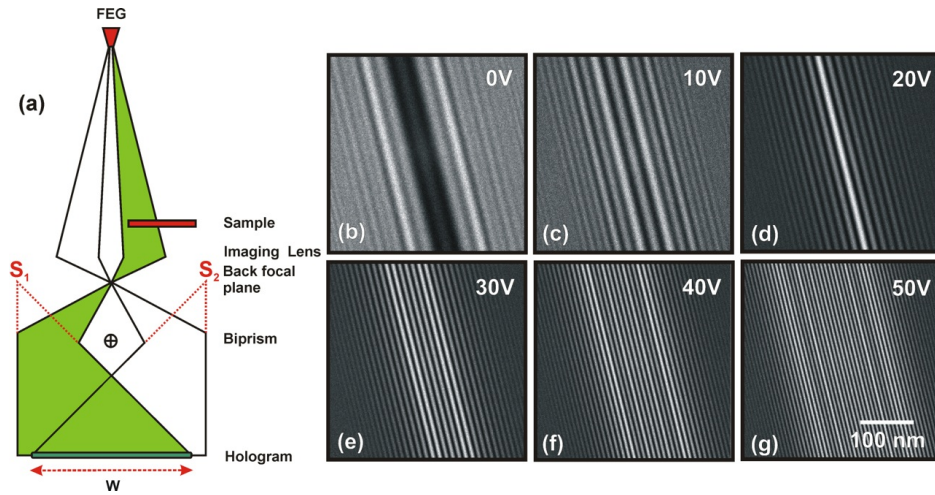 FEG
(a)
Sample
Imaging Lens
S1
S2
Back focal
plane
Biprism
Hologram
W
0V
(b)
10V
(c)
20V
(d)
30V
(e)
40V
(f)
50V
(g)
100 nm